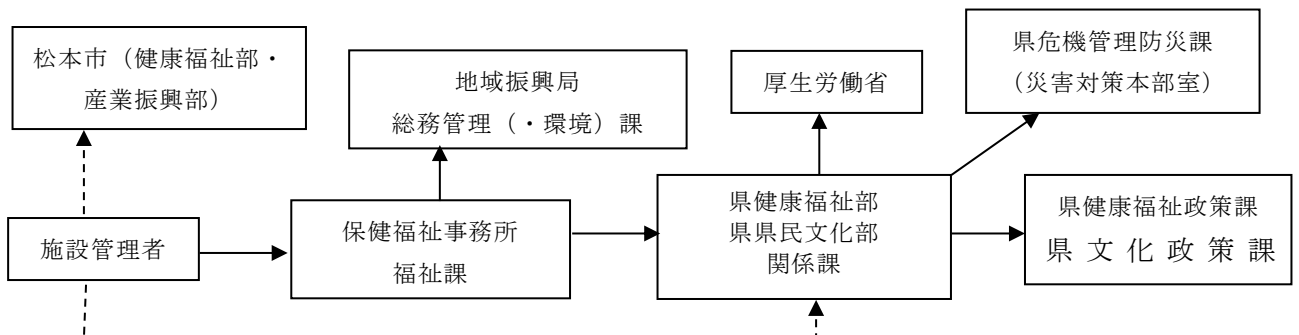 松本市（健康福祉部・
産業振興部）
地域振興局
総務管理（・環境）課
厚生労働省
県危機管理防災課
（災害対策本部室）
施設管理者
保健福祉事務所
福祉課
県健康福祉部
県県民文化部
関係課
県健康福祉政策課
県文化政策課